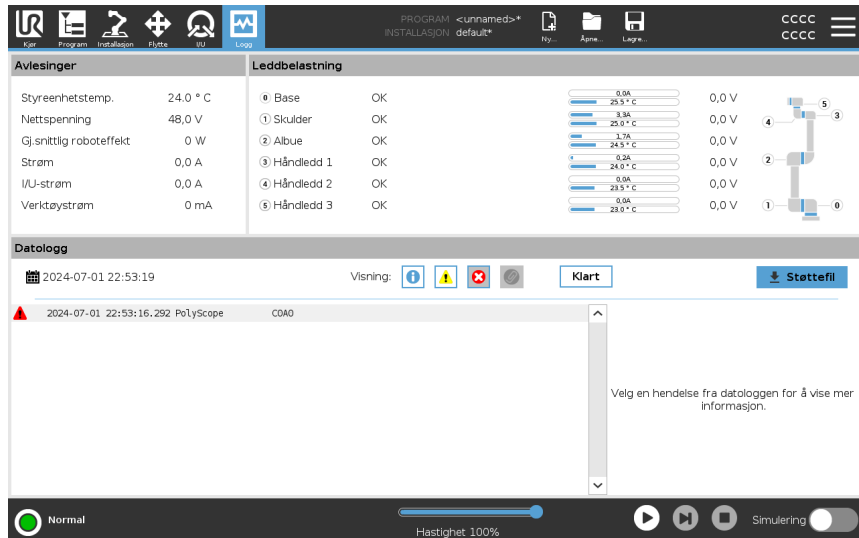 UR
Kjør Program Installasjon Flytte I/U Logg
PROGRAM <unnamed>*
INSTALLASJON default*
Ny... Åpne... Lagre...
CCCC
CCCC
Avlesinger
Styreenhetstemp. 24.0 ° C
Nettspenning 48,0 V
Gj.snittlig roboteffekt 0 W
Strøm 0,0 A
I/U-strøm 0,0 A
Verktøystrøm 0 mA
Leddbelastning
0 Base OK 0,0A 25.5 ° C 0,0 V
1 Skulder OK 3,3A 25.0 ° C 0,0 V
2 Albue OK 1,7A 24.5 ° C 0,0 V
3 Håndledd 1 OK 0,2A 24.0 ° C 0,0 V
4 Håndledd 2 OK 0,0A 23.5 ° C 0,0 V
5 Håndledd 3 OK 0,0A 23.0 ° C 0,0 V
5
4 3
2
1 0
Datologg
2024-07-01 22:53:19 Visning: Klart Støttefil
2024-07-01 22:53:16.292 PolyScope C0A0
Velg en hendelse fra datologgen for å vise mer
informasjon.
Normal
Hastighet 100%
Simulering